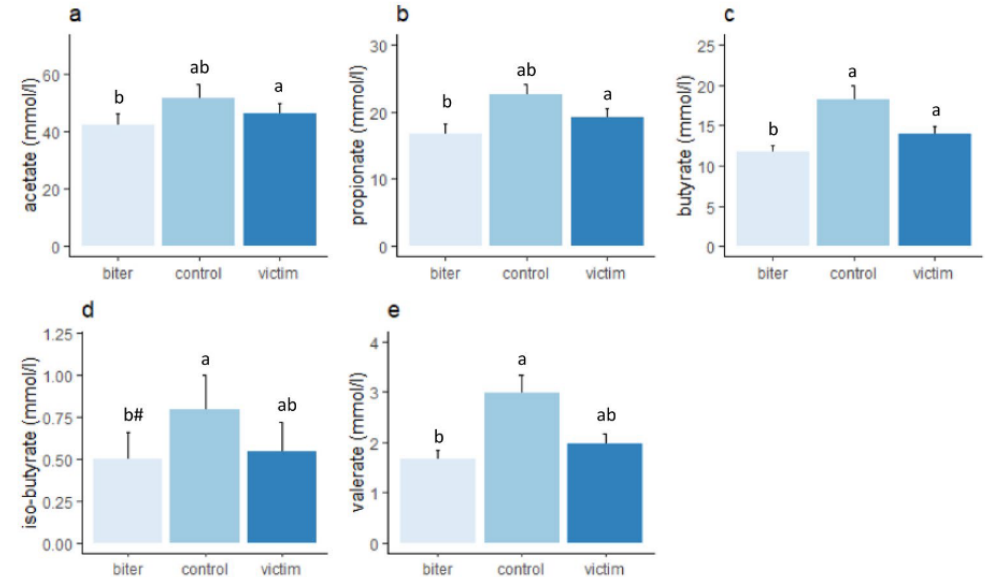 a
acetate (mmol/l)
60
40
20
0
b
ab
a
biter control victim
b
propionate (mmol/l)
30
20
10
0
b
ab
a
biter control victim
c
butyrate (mmol/l)
25
20
15
10
5
0
b
a
a
biter control victim
d
iso-butyrate (mmol/l)
1.25
1.00
0.75
0.50
0.25
0.00
b#
a
ab
biter control victim
e
valerate (mmol/l)
4
3
2
1
0
b
a
ab
biter control victim